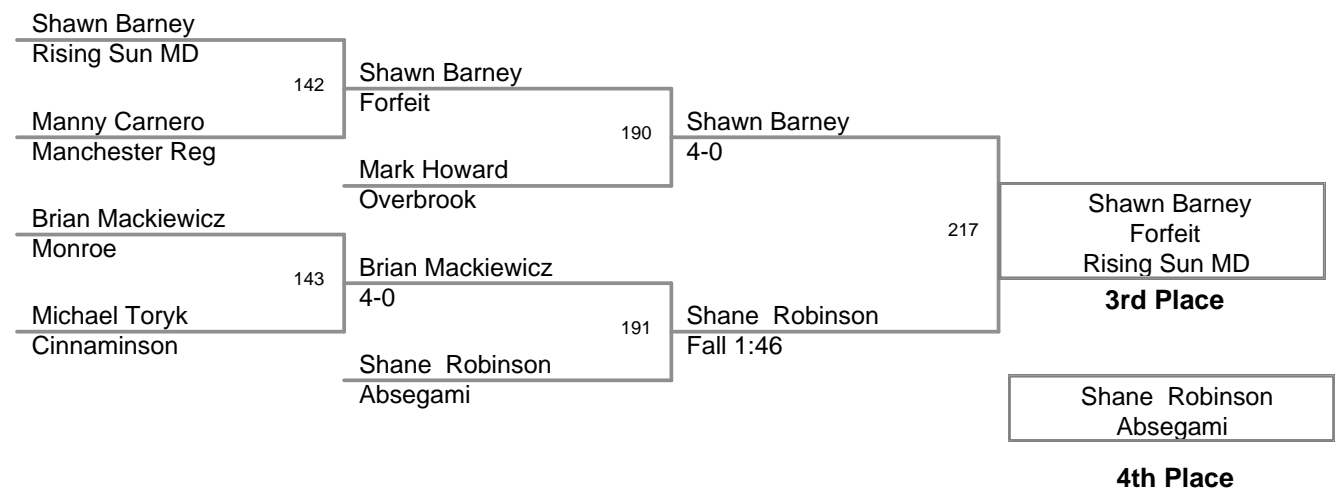 Shawn Barney
Rising Sun MD
142
Manny Carnero
Manchester Reg
Brian Mackiewicz
Monroe
143
Michael Toryk
Cinnaminson
Shawn Barney
Forfeit
190
Mark Howard
Overbrook
Brian Mackiewicz
4-0
191
Shane Robinson
Absegami
Shawn Barney
4-0
217
Shane Robinson
Fall 1:46
Shawn Barney
Forfeit
Rising Sun MD
3rd Place
Shane Robinson
Absegami
4th Place